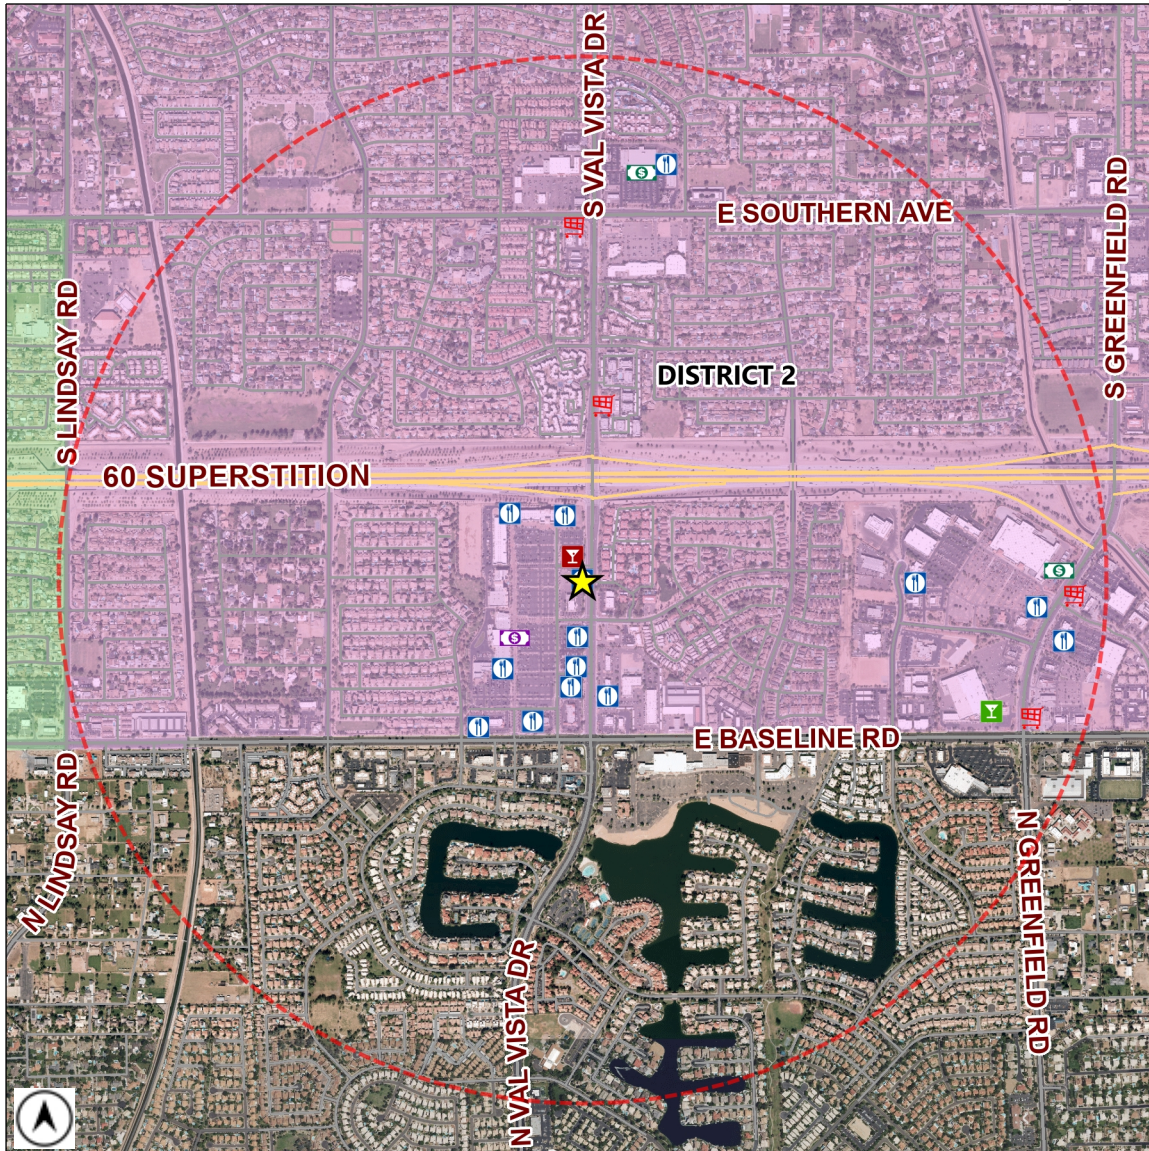 S VAL VISTA DR
E SOUTHERN AVE
S GREENFIELD RD
S LINDSAY RD
DISTRICT 2
60 SUPERSTITION
$
$
$
E BASELINE RD
N LINDSAY RD
N GREENFIELD RD
N VAL VISTA DR